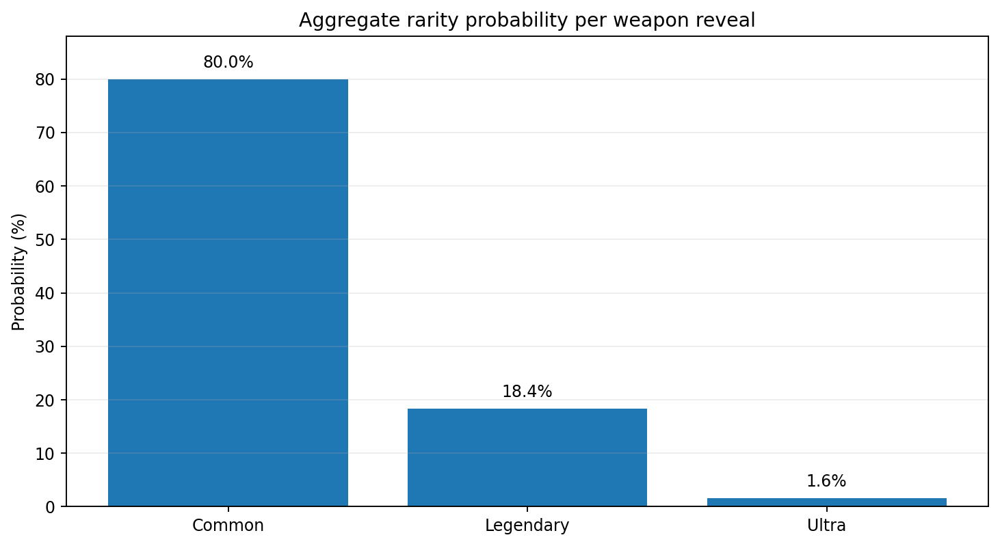 Aggregate rarity probability per weapon reveal
Probability (%)
80
70
60
50
40
30
20
10
0
80.0%
18.4%
1.6%
Common
Legendary
Ultra